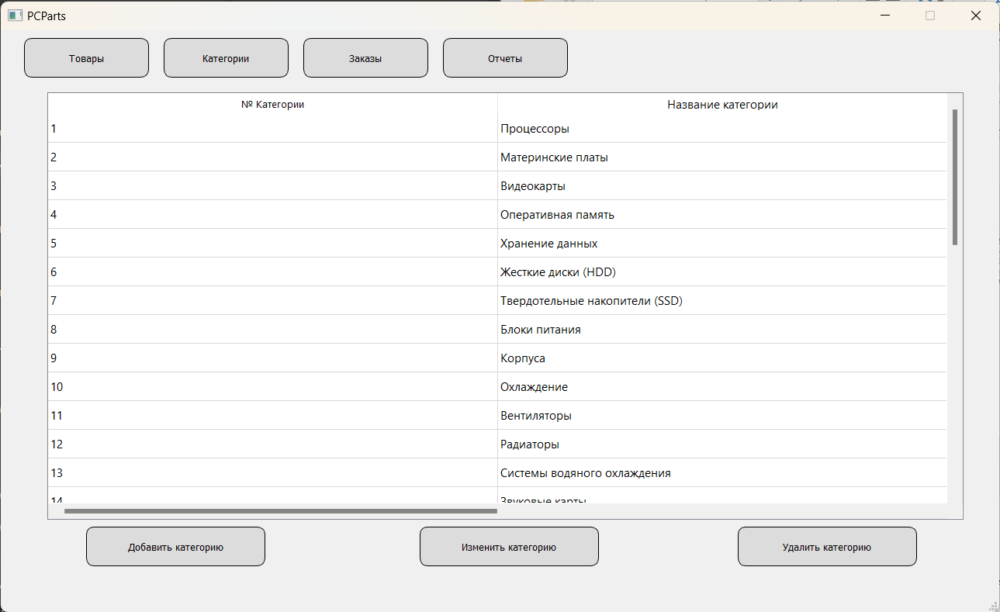 PCParts
Товары Категории Заказы Отчеты
№ Категории Название категории
1 Процессоры
2 Материнские платы
3 Видеокарты
4 Оперативная память
5 Хранение данных
6 Жесткие диски (HDD)
7 Твердотельные накопители (SSD)
8 Блоки питания
9 Корпуса
10 Охлаждение
11 Вентиляторы
12 Радиаторы
13 Системы водяного охлаждения
14 Звуковые карты
Добавить категорию Изменить категорию Удалить категорию